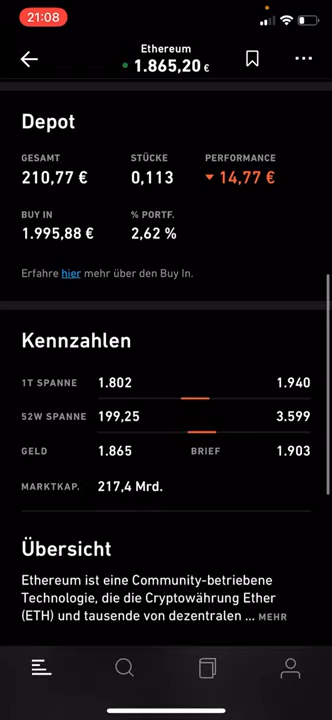 21:08
Ethereum
1.865,20 €
Depot
GESAMT STÜCKE PERFORMANCE
210,77 € 0,113 14,77 €
BUY IN % PORTF.
1.995,88 € 2,62 %
Erfahre hier mehr über den Buy In.
Kennzahlen
1T SPANNE 1.802 1.940
52W SPANNE 199,25 3.599
GELD 1.865 BRIEF 1.903
MARKTKAP. 217,4 Mrd.
Übersicht
Ethereum ist eine Community-betriebene
Technologie, die die Cryptowährung Ether
(ETH) und tausende von dezentralen ... MEHR